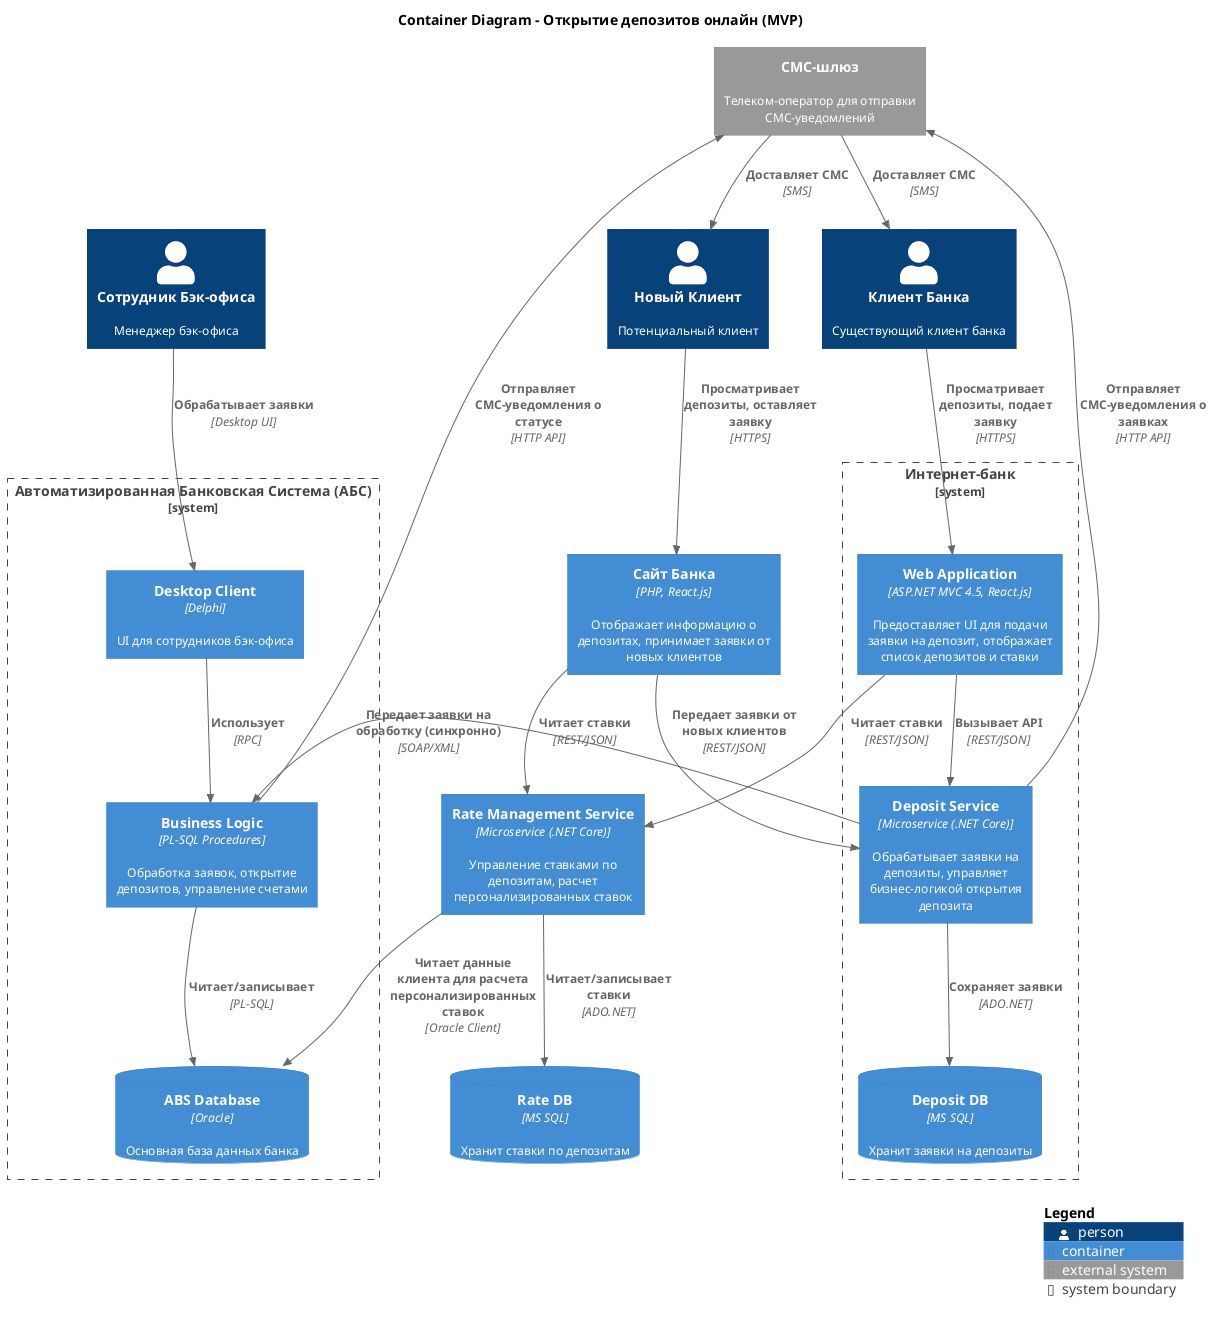 Container Diagram - Открытие депозитов онлайн (MVP)
СМС-шлюз
Телеком-оператор для отправки
СМС-уведомлений
Доставляет СМС
[SMS]
Доставляет СМС
[SMS]
Сотрудник Бэк-офиса
Менеджер бэк-офиса
Новый Клиент
Потенциальный клиент
Клиент Банка
Существующий клиент банка
Обрабатывает заявки
[Desktop UI]
Отправляет
СМС-уведомления о
статусе
[HTTP API]
Просматривает
депозиты, оставляет
заявку
[HTTPS]
Просматривает
депозиты, подает
заявку
[HTTPS]
Отправляет
СМС-уведомления о
заявках
[HTTP API]
Автоматизированная Банковская Система (АБС)
[system]
Интернет-банк
[system]
Desktop Client
[Delphi]
UI для сотрудников бэк-офиса
Сайт Банка
[PHP, React.js]
Отображает информацию о
депозитах, принимает заявки от
новых клиентов
Web Application
[ASP.NET MVC 4.5, React.js]
Предоставляет UI для подачи
заявки на депозит, отображает
список депозитов и ставки
Использует
[RPC]
Передает заявки на
обработку (синхронно)
[SOAP/XML]
Читает ставки
[REST/JSON]
Передает заявки от
новых клиентов
[REST/JSON]
Читает ставки
[REST/JSON]
Вызывает API
[REST/JSON]
Business Logic
[PL-SQL Procedures]
Обработка заявок, открытие
депозитов, управление счетами
Rate Management Service
[Microservice (.NET Core)]
Управление ставками по
депозитам, расчет
персонализированных ставок
Deposit Service
[Microservice (.NET Core)]
Обрабатывает заявки на
депозиты, управляет
бизнес-логикой открытия
депозита
Читает/записывает
[PL-SQL]
Читает данные
клиента для расчета
персонализированных
ставок
[Oracle Client]
Читает/записывает
ставки
[ADO.NET]
Сохраняет заявки
[ADO.NET]
ABS Database
[Oracle]
Основная база данных банка
Rate DB
[MS SQL]
Хранит ставки по депозитам
Deposit DB
[MS SQL]
Хранит заявки на депозиты
Legend
person
container
external system
system boundary